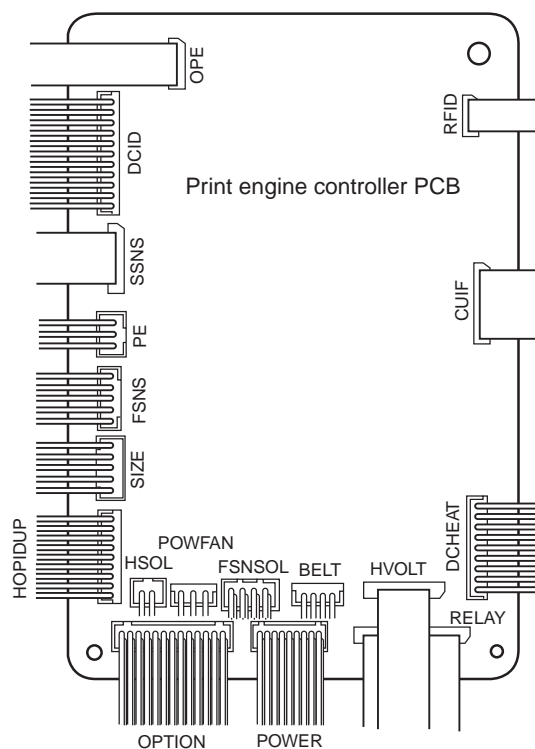 OPE
RFID
DCID
Print engine controller PCB
SSNS
CUIF
PE
FSNS
SIZE
HOPIDUP
DCHEAT
POWFAN
HSOL
FSNSOL
BELT
HVOLT
RELAY
OPTION
POWER